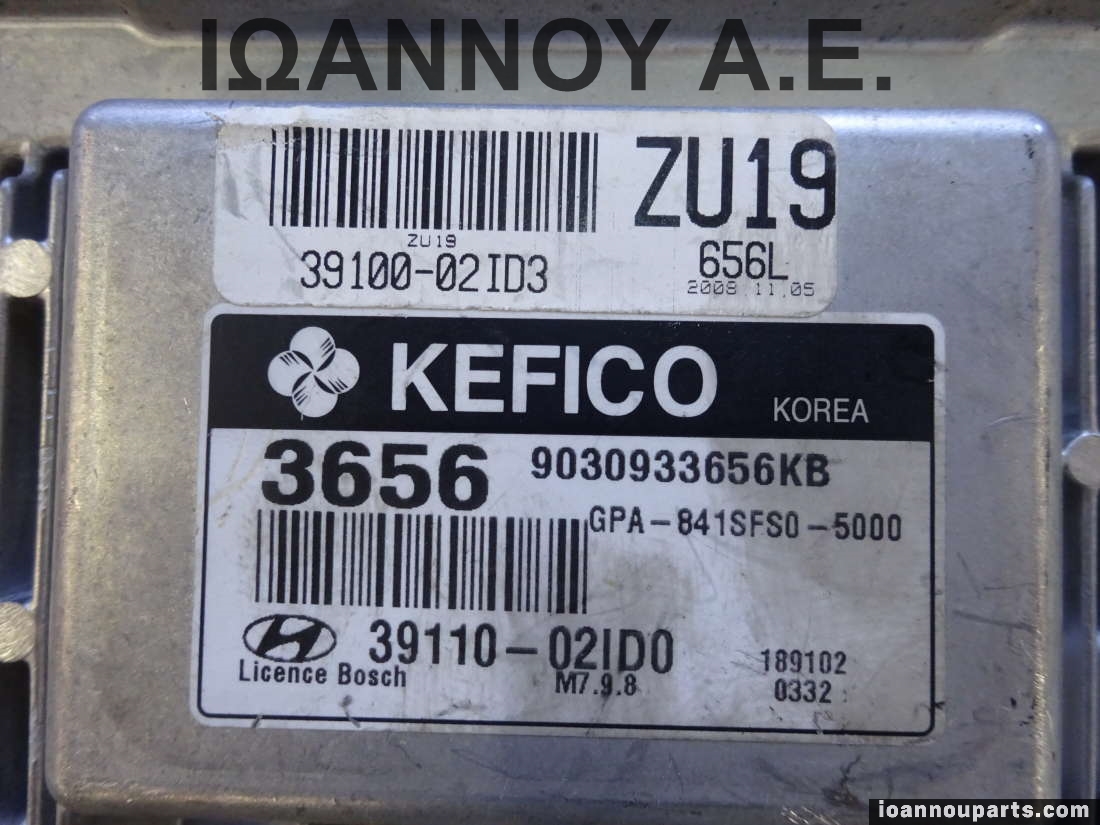 ΙΩΑΝΝΟΥ Α.Ε.
ZU19
ZU19
39100-02ID3
656L
2008.11.05
KEFICO
KOREA
3656
9030933656KB
GPA-841SFS0-5000
39110-02ID0
189102
Licence Bosch
M7.9.8
0332
ioannouparts.com